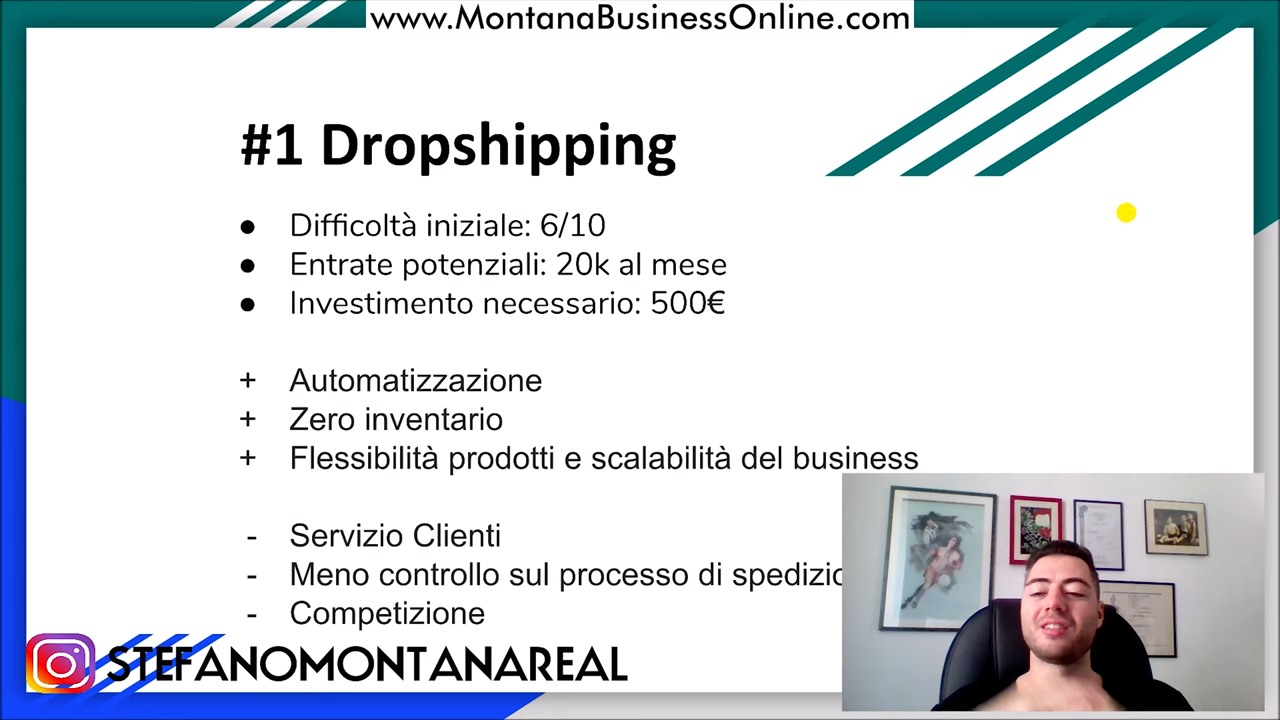 www.MontanaBusinessOnline.com
#1 Dropshipping
● Difficoltà iniziale: 6/10
● Entrate potenziali: 20k al mese
● Investimento necessario: 500€
+ Automatizzazione
+ Zero inventario
+ Flessibilità prodotti e scalabilità del business
- Servizio Clienti
- Meno controllo sul processo di
- Competizione
STEFANOMONTANAREAL